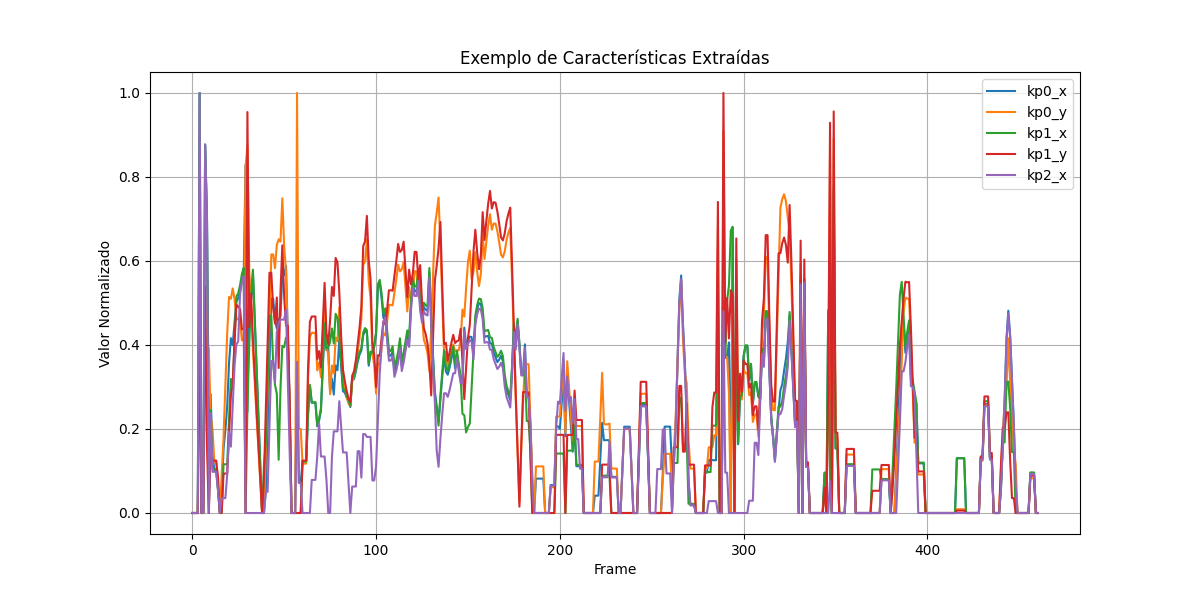 Exemplo de Características Extraídas
Valor Normalizado
1.0
0.8
0.6
0.4
0.2
0.0
kp0_x
kp0_y
kp1_x
kp1_y
kp2_x
0
100
200
300
400
Frame